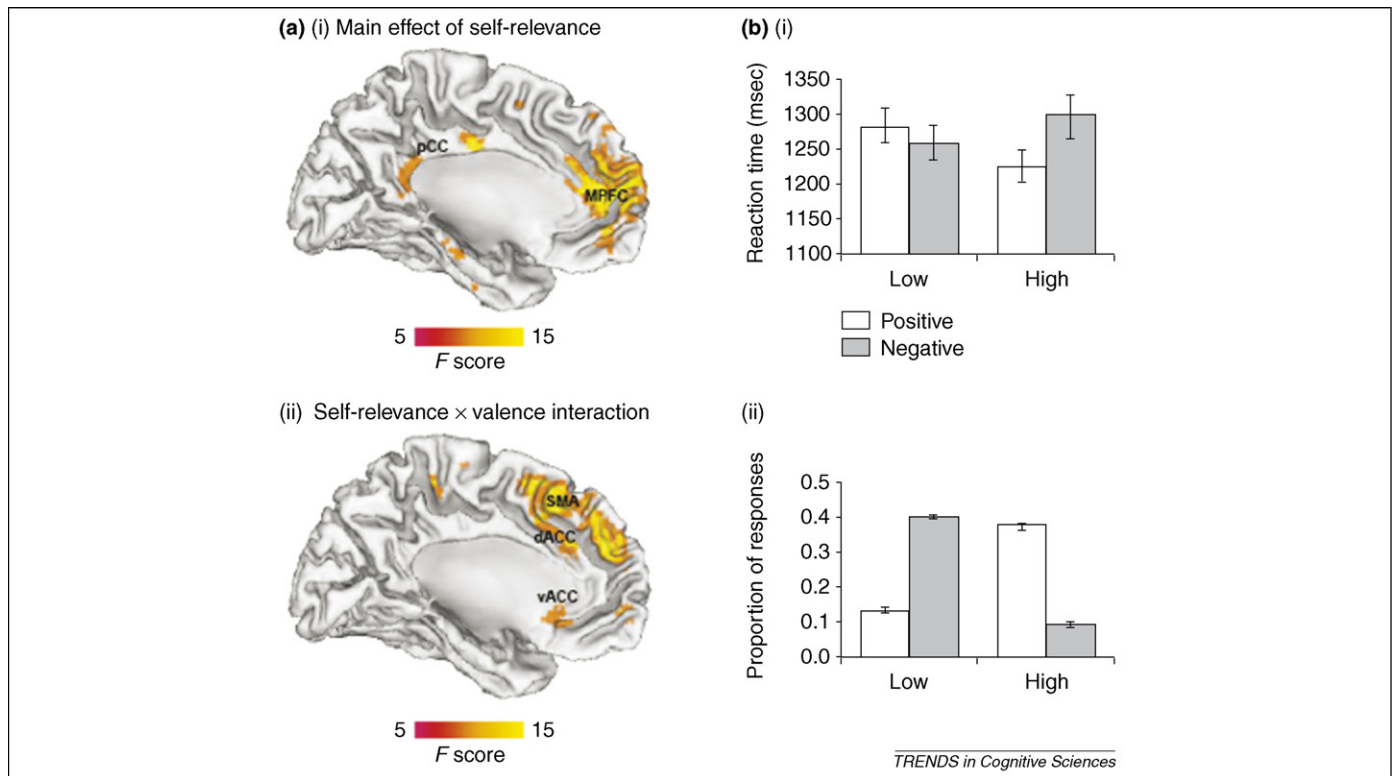 (a) (i) Main effect of self-relevance
pCC
MPFC
5 15
F score
(ii) Self-relevance × valence interaction
SMA
dACC
vACC
5 15
F score
(b) (i)
Reaction time (msec)
1350
1300
1250
1200
1150
1100
Low High
Positive
Negative
(ii)
Proportion of responses
0.5
0.4
0.3
0.2
0.1
0.0
Low High
TRENDS in Cognitive Sciences